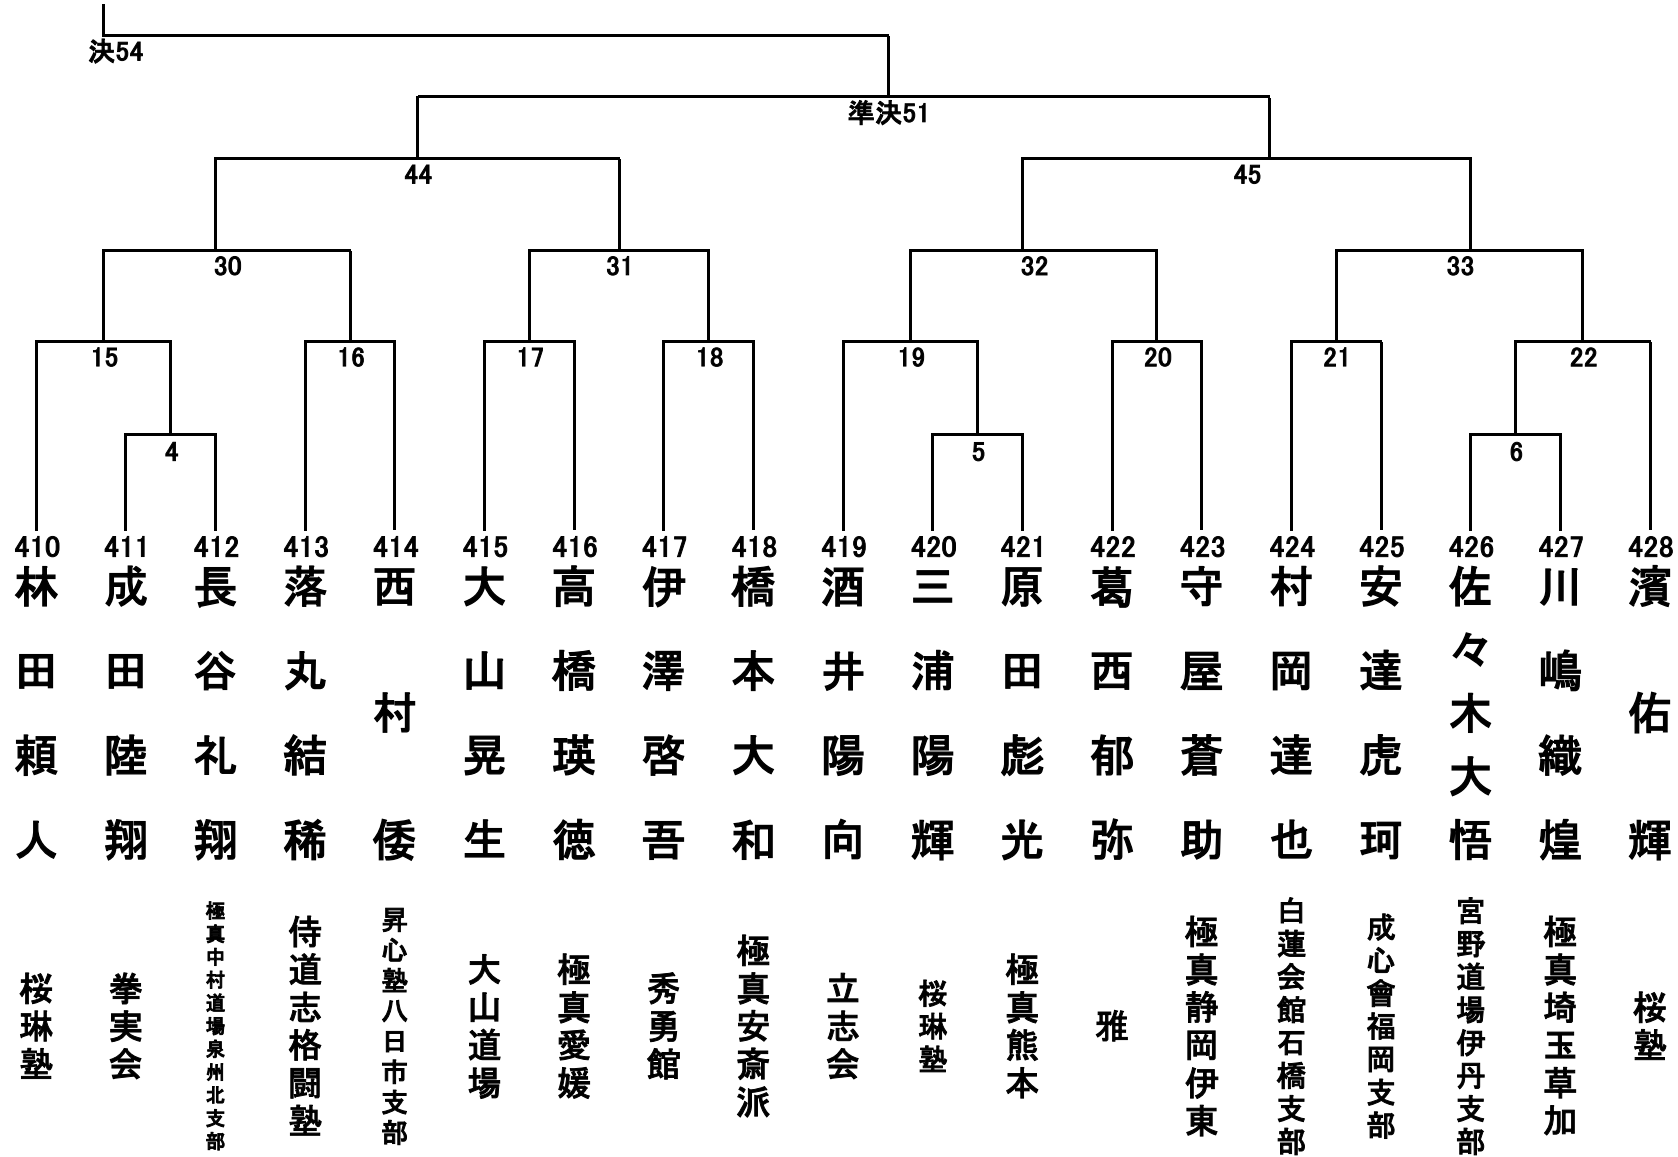 決54
準決51
44
45
30
31
32
33
15
16
17
18
19
20
21
22
4
5
6
410
林田頼人
桜琳塾
411
成田陸翔
拳実会
412
長谷礼翔
極真中村道場泉州北支部
413
落丸結稀
侍道志格闘塾
414
西村倭
昇心塾八日市支部
415
大山晃生
大山道場
416
高橋瑛徳
極真愛媛
417
伊澤啓吾
秀勇館
418
橋本大和
極真安斎派
419
酒井陽向
立志会
420
三浦陽輝
桜琳塾
421
原田彪光
極真熊本
422
葛西郁弥
雅
423
守屋蒼助
極真静岡伊東
424
村岡達也
白蓮会館石橋支部
425
安達虎珂
成心會福岡支部
426
佐々木大悟
宮野道場伊丹支部
427
川嶋織煌
極真埼玉草加
428
濱佑輝
桜塾